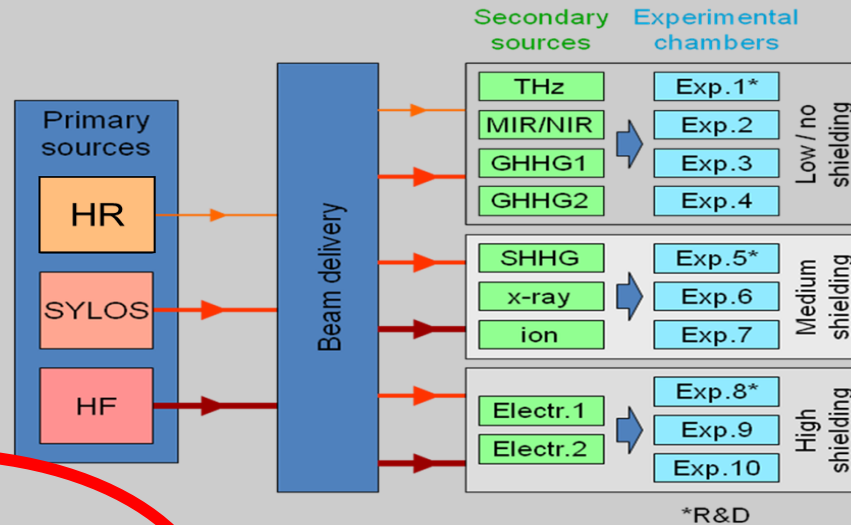 Secondary
sources
Experimental
chambers
Primary
sources
HR
SYLOS
HF
Beam delivery
THz
MIR/NIR
GHHG1
GHHG2
Exp.1*
Exp.2
Exp.3
Exp.4
Low / no
shielding
SHHG
x-ray
ion
Exp.5*
Exp.6
Exp.7
Medium
shielding
Electr.1
Electr.2
Exp.8*
Exp.9
Exp.10
High
shielding
*R&D